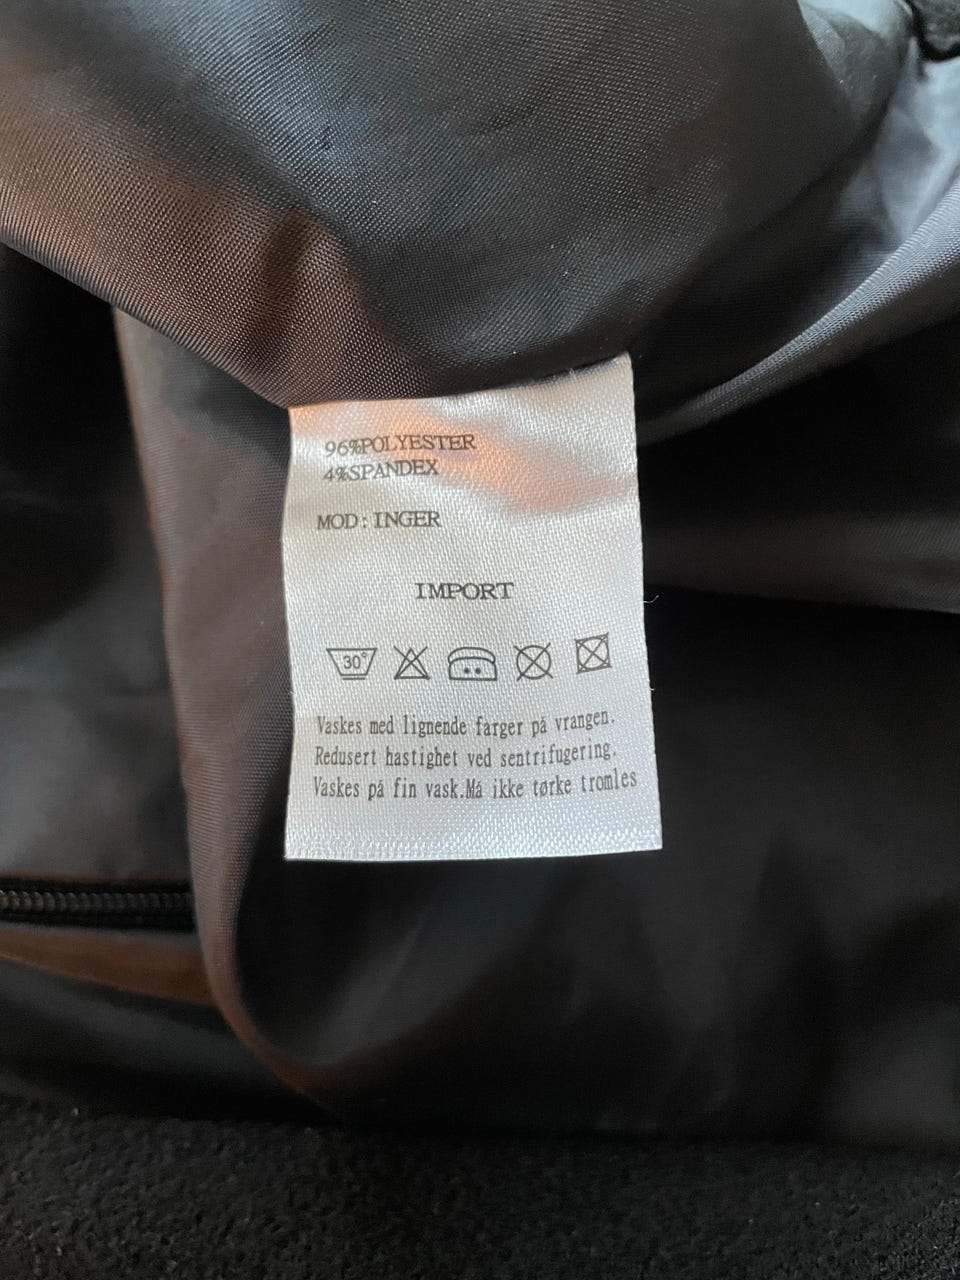 96%POLYESTER
4%SPANDEX
MOD: INGER
IMPORT
30°
Vaskes med lignende farger på vrangen.
Redusert hastighet ved sentrifugering.
Vaskes på fin vask.Må ikke tørke tromles